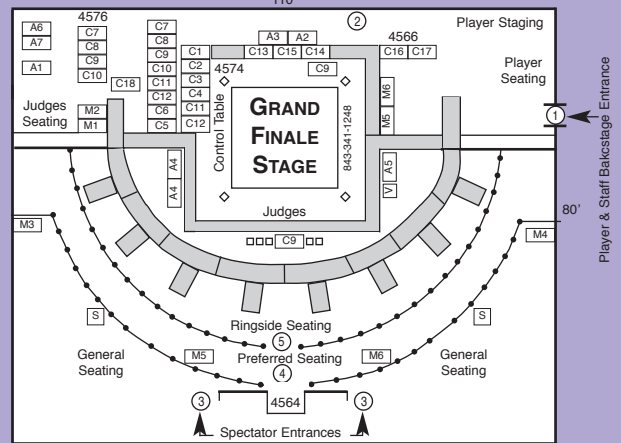 110'
A6
4576
C7
C7
2
Player Staging
A7
C8
C8
C1
A3
A2
4566
C9
C9
C2
C13
C15
C14
C16
C17
A1
C10
C10
4574
C9
Player
Seating
C18
C11
C3
C12
C4
M6
Judges
Seating
M2
C6
C11
M1
C5
C12
M5
Control Table
GRAND
FINALE
STAGE
843-341-1248
1
Player & Staff Bakcstage Entrance
A4
A4
A5
V
Judges
C9
80'
M3
M4
S
S
Ringside Seating
5
General
Seating
M5
Preferred Seating
M6
General
Seating
4
3
4564
3
Spectator Entrances